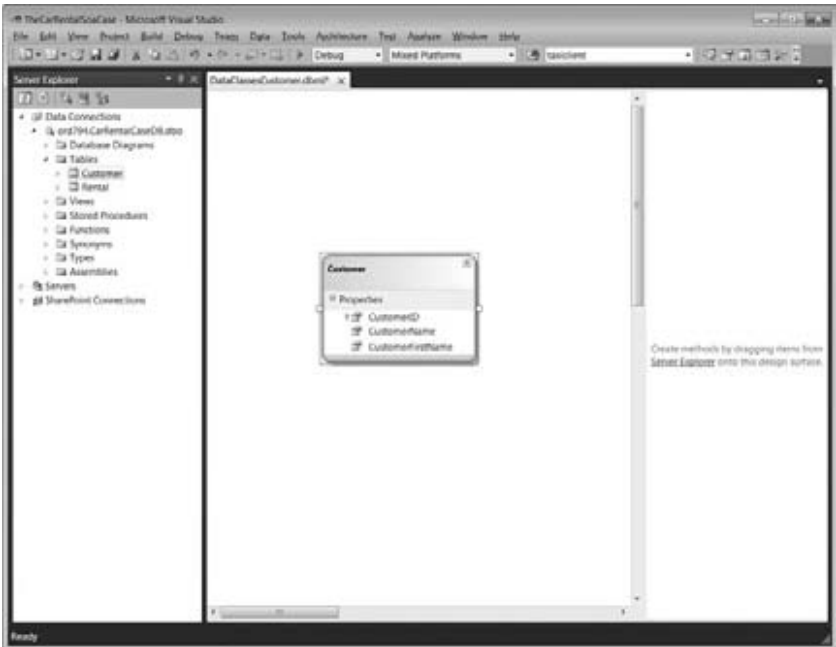 TheCarRentalSoaCase - Microsoft Visual Studio
File Edit View Project Build Debug Team Data Tools Architecture Test Analyze Window Help
Debug Mixed Platforms tasiclient
Server Explorer
DataClassesCustomer.dbml*
Data Connections
ord794.CarRentalCaseDB.dbo
Database Diagrams
Tables
Customer
Rental
Views
Stored Procedures
Functions
Synonyms
Types
Assemblies
Servers
SharePoint Connections
Customer
Properties
CustomerID
CustomerName
CustomerFirstName
Create methods by dragging items from
Server Explorer onto this design surface.
Ready